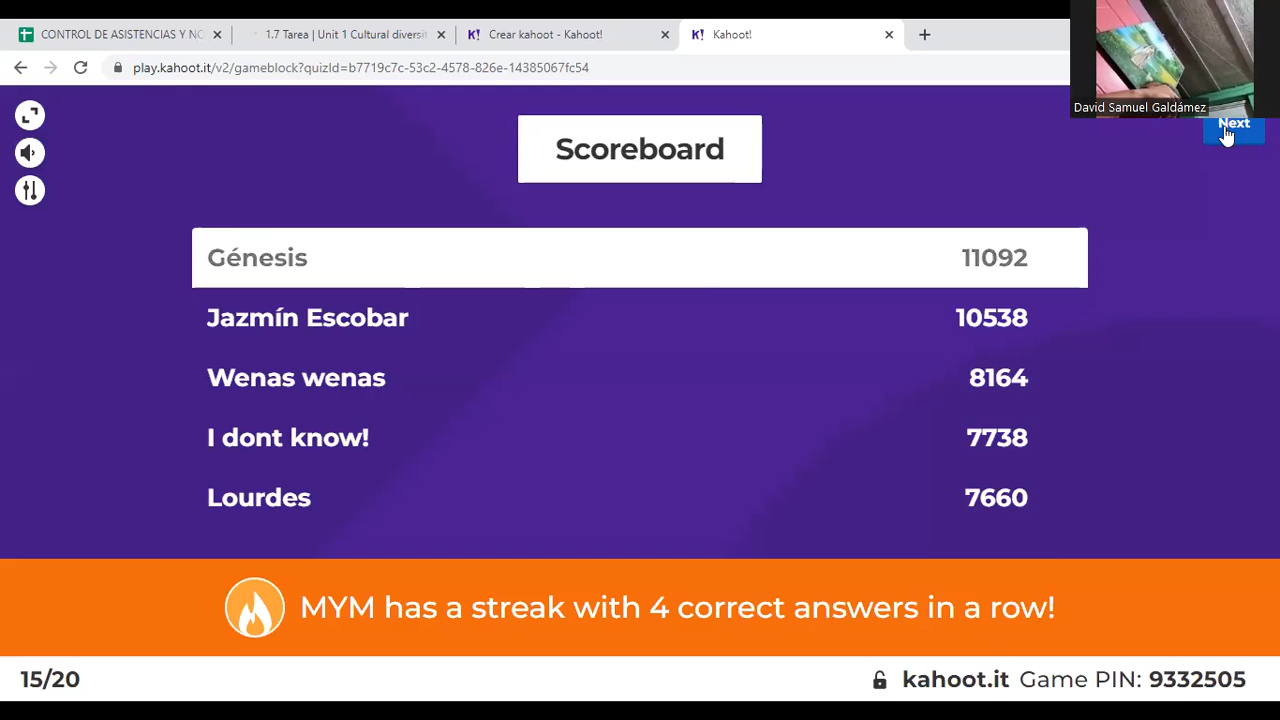 CONTROL DE ASISTENCIAS Y NO
1.7 Tarea | Unit 1 Cultural diversit
K! Crear kahoot - Kahoot!
K! Kahoot!
play.kahoot.it/v2/gameblock?quizId=b7719c7c-53c2-4578-826e-14385067fc54
David Samuel Galdámez
Next
Scoreboard
Génesis 11092
Jazmín Escobar 10538
Wenas wenas 8164
I dont know! 7738
Lourdes 7660
MYM has a streak with 4 correct answers in a row!
15/20
kahoot.it Game PIN: 9332505